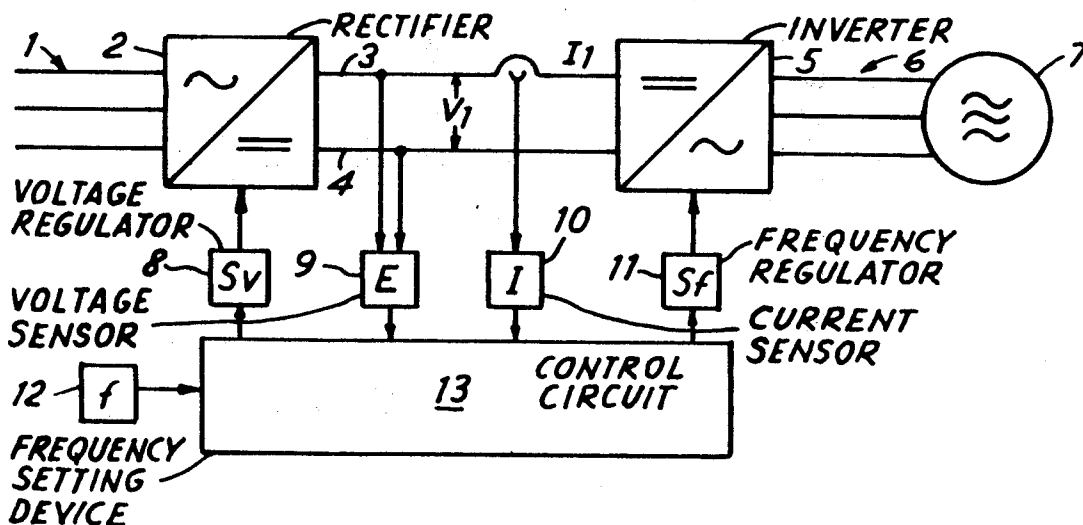 RECTIFIER
INVERTER
1
2
3
I1
5
6
7
V1
4
VOLTAGE
REGULATOR
8
Sv
9
E
10
I
11
Sf
FREQUENCY
REGULATOR
VOLTAGE
SENSOR
CURRENT
SENSOR
CONTROL
CIRCUIT
13
12
f
FREQUENCY
SETTING
DEVICE